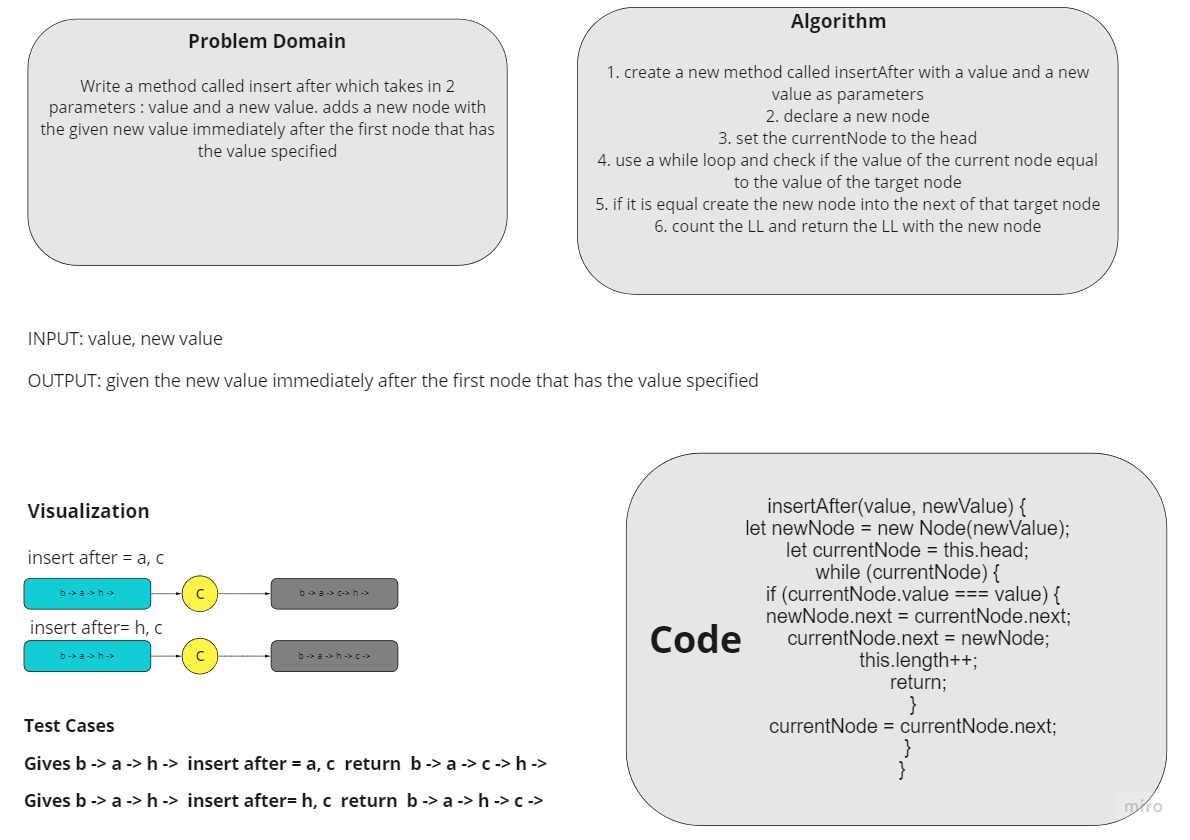 Problem Domain
Write a method called insert after which takes in 2
parameters : value and a new value. adds a new node with
the given new value immediately after the first node that has
the value specified
Algorithm
1. create a new method called insertAfter with a value and a new
value as parameters
2. declare a new node
3. set the currentNode to the head
4. use a while loop and check if the value of the current node equal
to the value of the target node
5. if it is equal create the new node into the next of that target node
6. count the LL and return the LL with the new node
INPUT: value, new value
OUTPUT: given the new value immediately after the first node that has the value specified
Visualization
insert after = a, c
b -> a -> h ->
C
b -> a -> c-> h ->
insert after= h, c
b -> a -> h ->
C
b -> a -> h -> c ->
Test Cases
Gives b -> a -> h -> insert after = a, c return b -> a -> c -> h ->
Gives b -> a -> h -> insert after= h, c return b -> a -> h -> c ->
Code
insertAfter(value, newValue) {
let newNode = new Node(newValue);
let currentNode = this.head;
while (currentNode) {
if (currentNode.value === value) {
newNode.next = currentNode.next;
currentNode.next = newNode;
this.length++;
return;
}
currentNode = currentNode.next;
}
}
miro